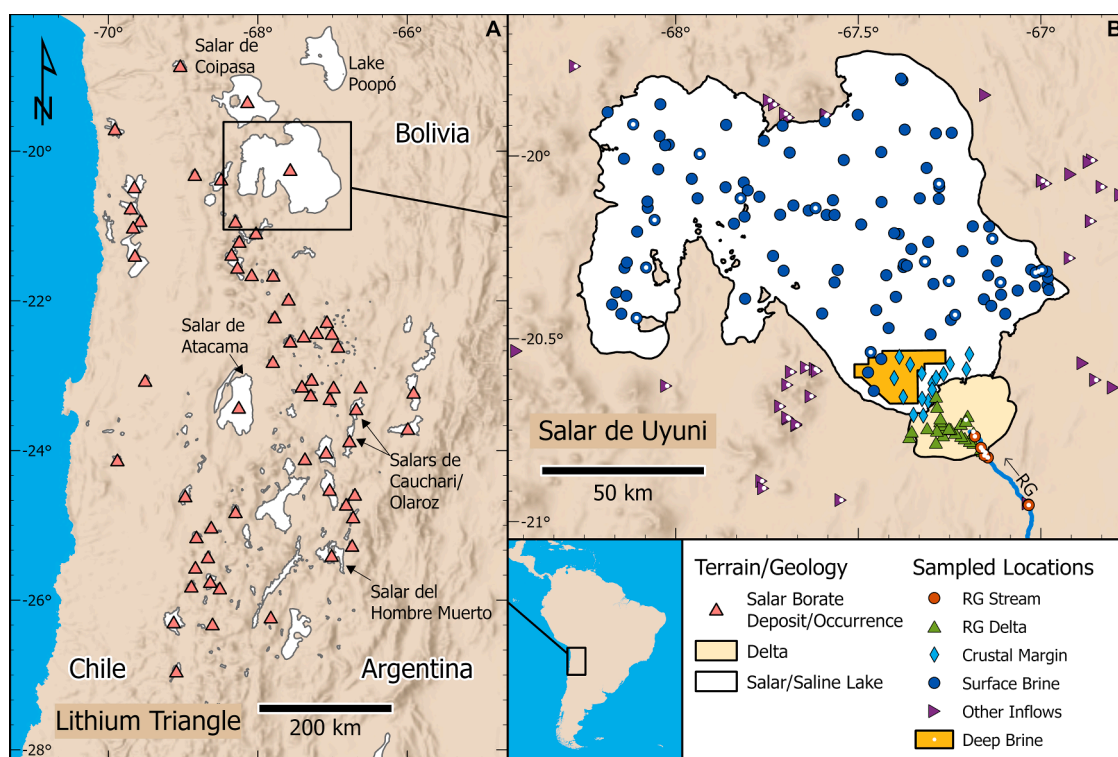 -70°
-68°
-66°
A
N
Salar de
Coipasa
Lake
Poopó
Bolivia
-20°
-22°
Salar de
Atacama
-24°
Salars de
Cauchari/
Olaroz
-26°
Salar del
Hombre Muerto
Chile
Argentina
Lithium Triangle
200 km
-28°
-68°
-67.5°
-67°
B
-20°
-20.5°
Salar de Uyuni
50 km
RG
-21°
Terrain/Geology
Salar Borate
Deposit/Occurrence
Delta
Salar/Saline Lake
Sampled Locations
RG Stream
RG Delta
Crustal Margin
Surface Brine
Other Inflows
Deep Brine